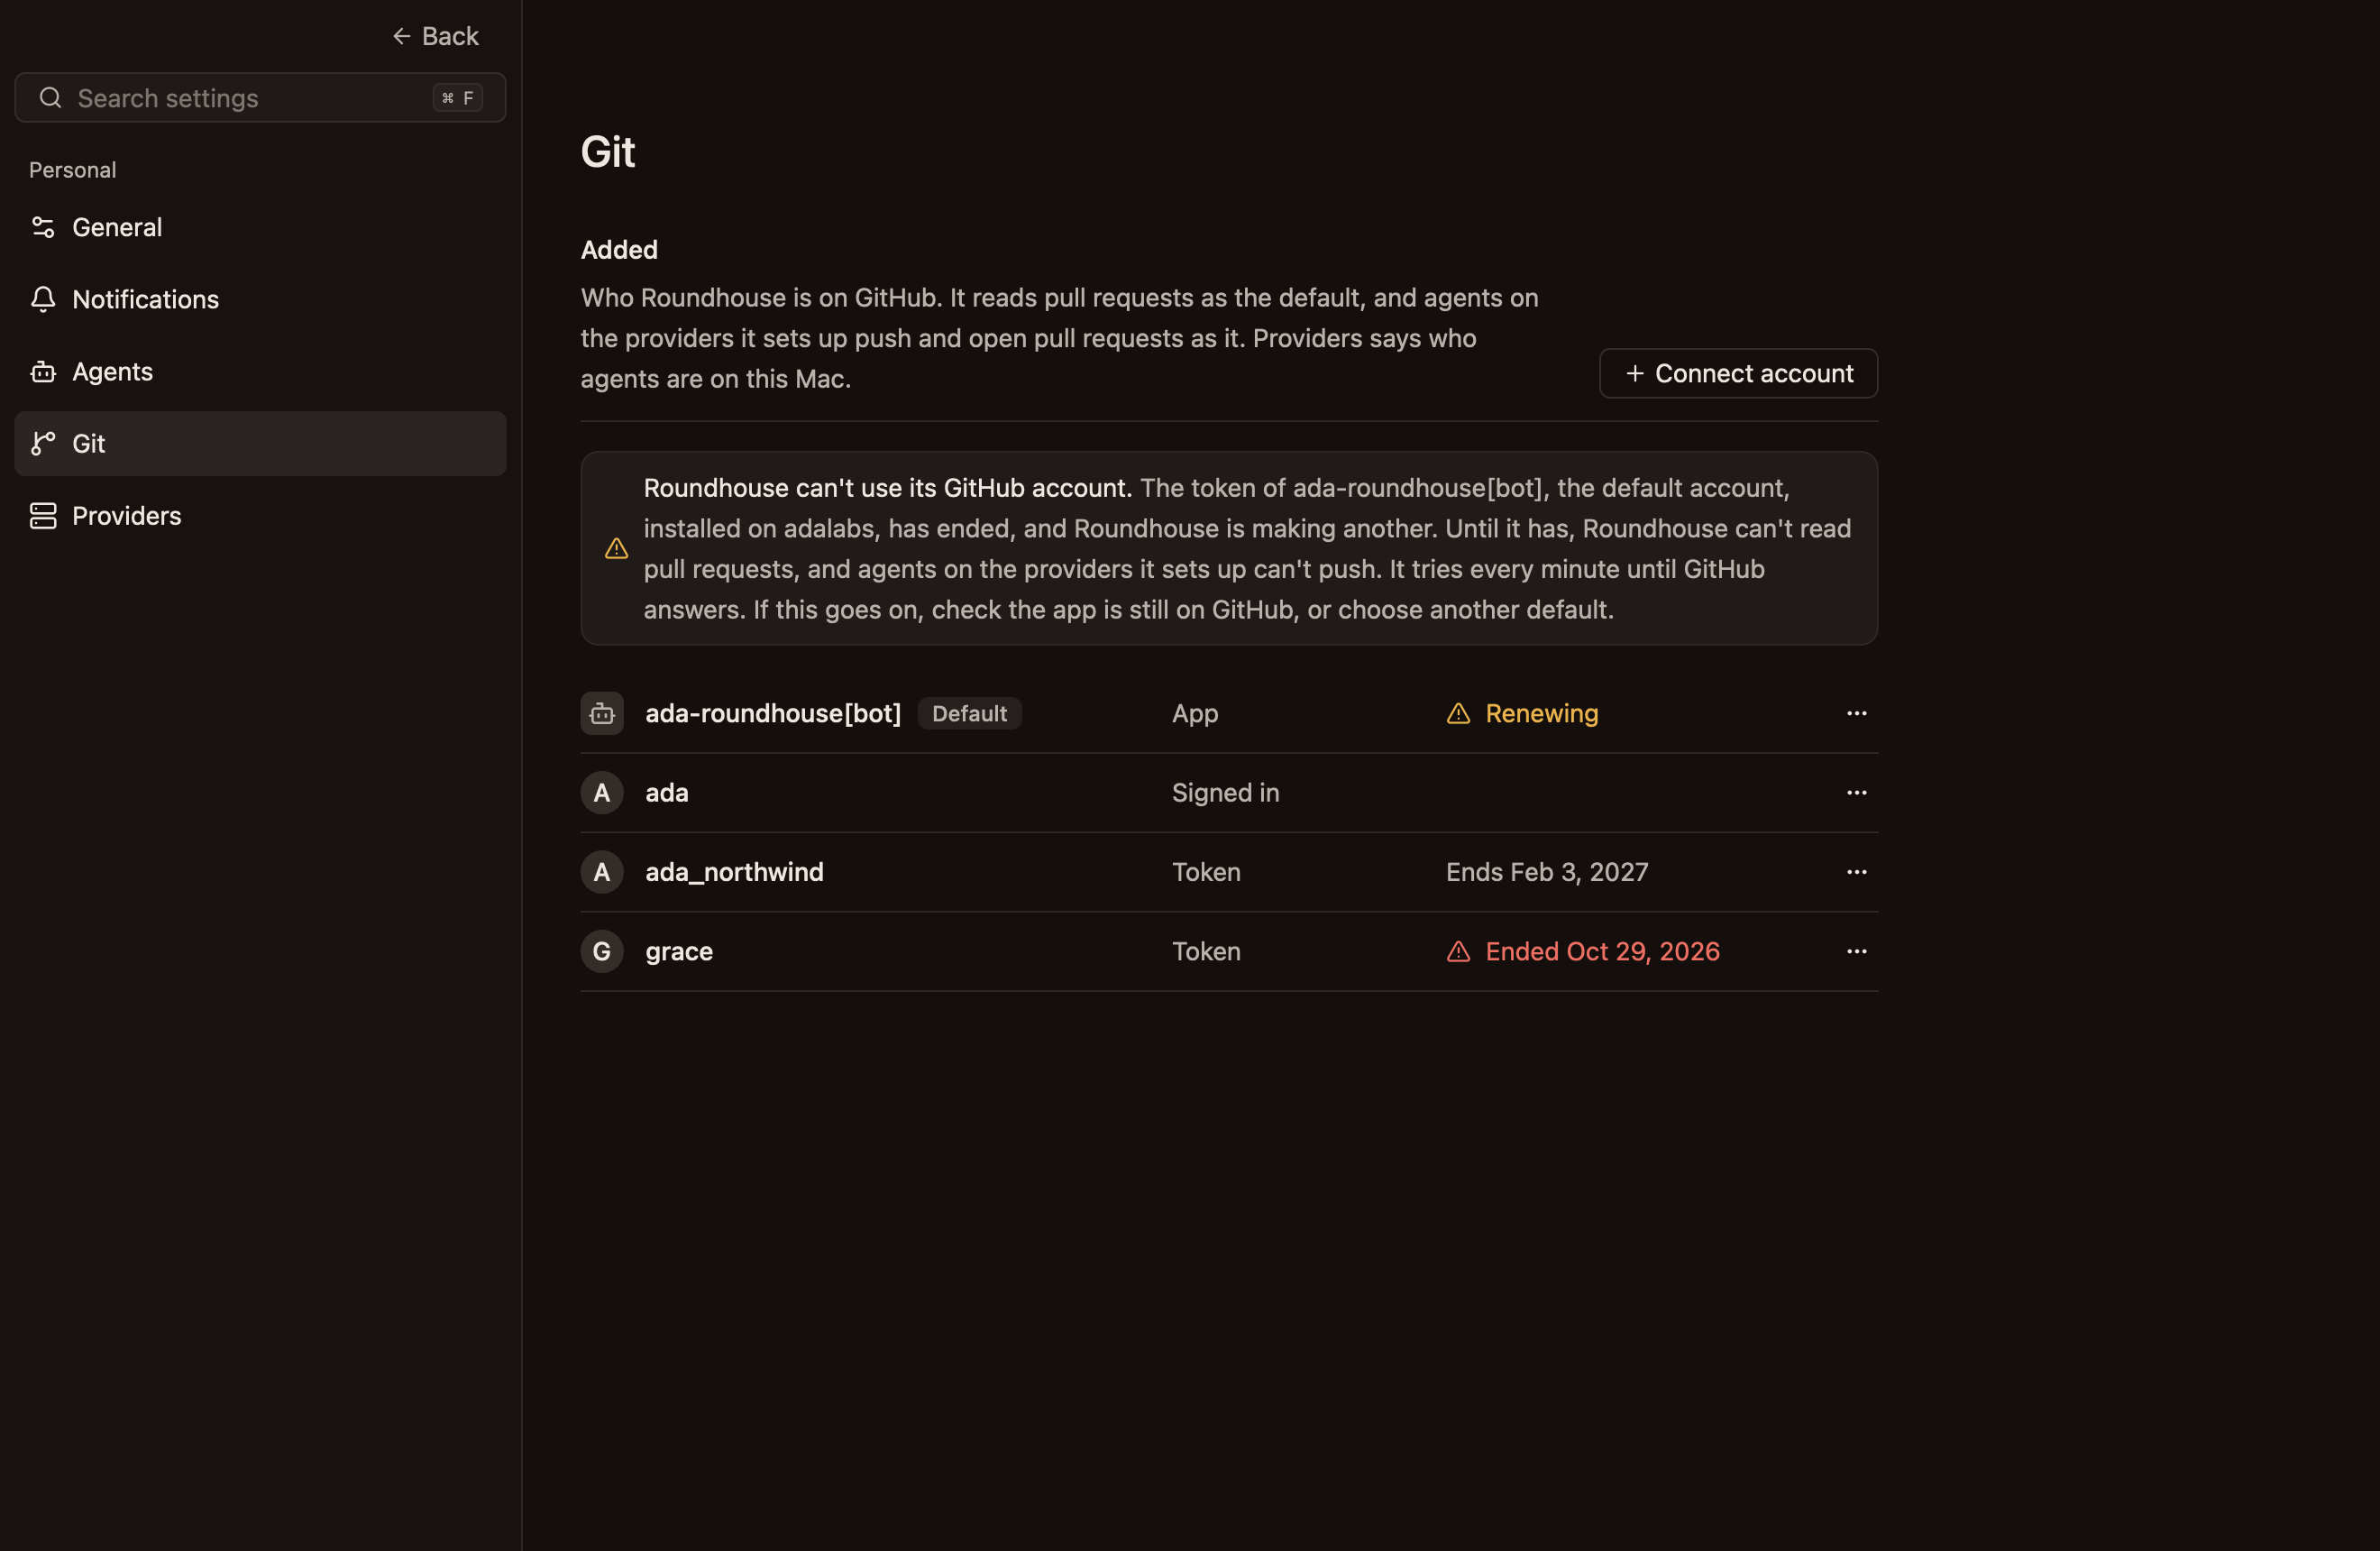 ← Back
Search settings ⌘ F
Personal
General
Notifications
Agents
Git
Providers
Git
Added
Who Roundhouse is on GitHub. It reads pull requests as the default, and agents on
the providers it sets up push and open pull requests as it. Providers says who
agents are on this Mac.
+ Connect account
Roundhouse can't use its GitHub account. The token of ada-roundhouse[bot], the default account,
installed on adalabs, has ended, and Roundhouse is making another. Until it has, Roundhouse can't read
pull requests, and agents on the providers it sets up can't push. It tries every minute until GitHub
answers. If this goes on, check the app is still on GitHub, or choose another default.
ada-roundhouse[bot] Default App Renewing ···
A ada Signed in ···
A ada_northwind Token Ends Feb 3, 2027 ···
G grace Token Ended Oct 29, 2026 ···